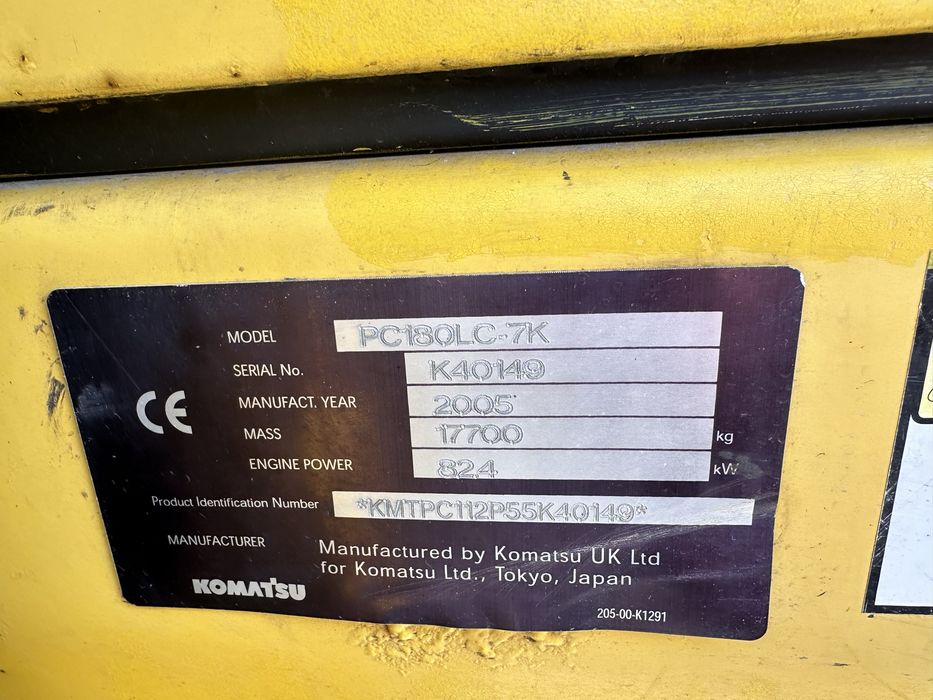 MODEL PC180LC-7K
SERIAL No. K40149
MANUFACT. YEAR 2005
CE
MASS 17700 kg
ENGINE POWER 82.4 kW
Product Identification Number *KMTPC112P55K40149*
MANUFACTURER Manufactured by Komatsu UK Ltd
for Komatsu Ltd., Tokyo, Japan
KOMATSU
205-00-K1291